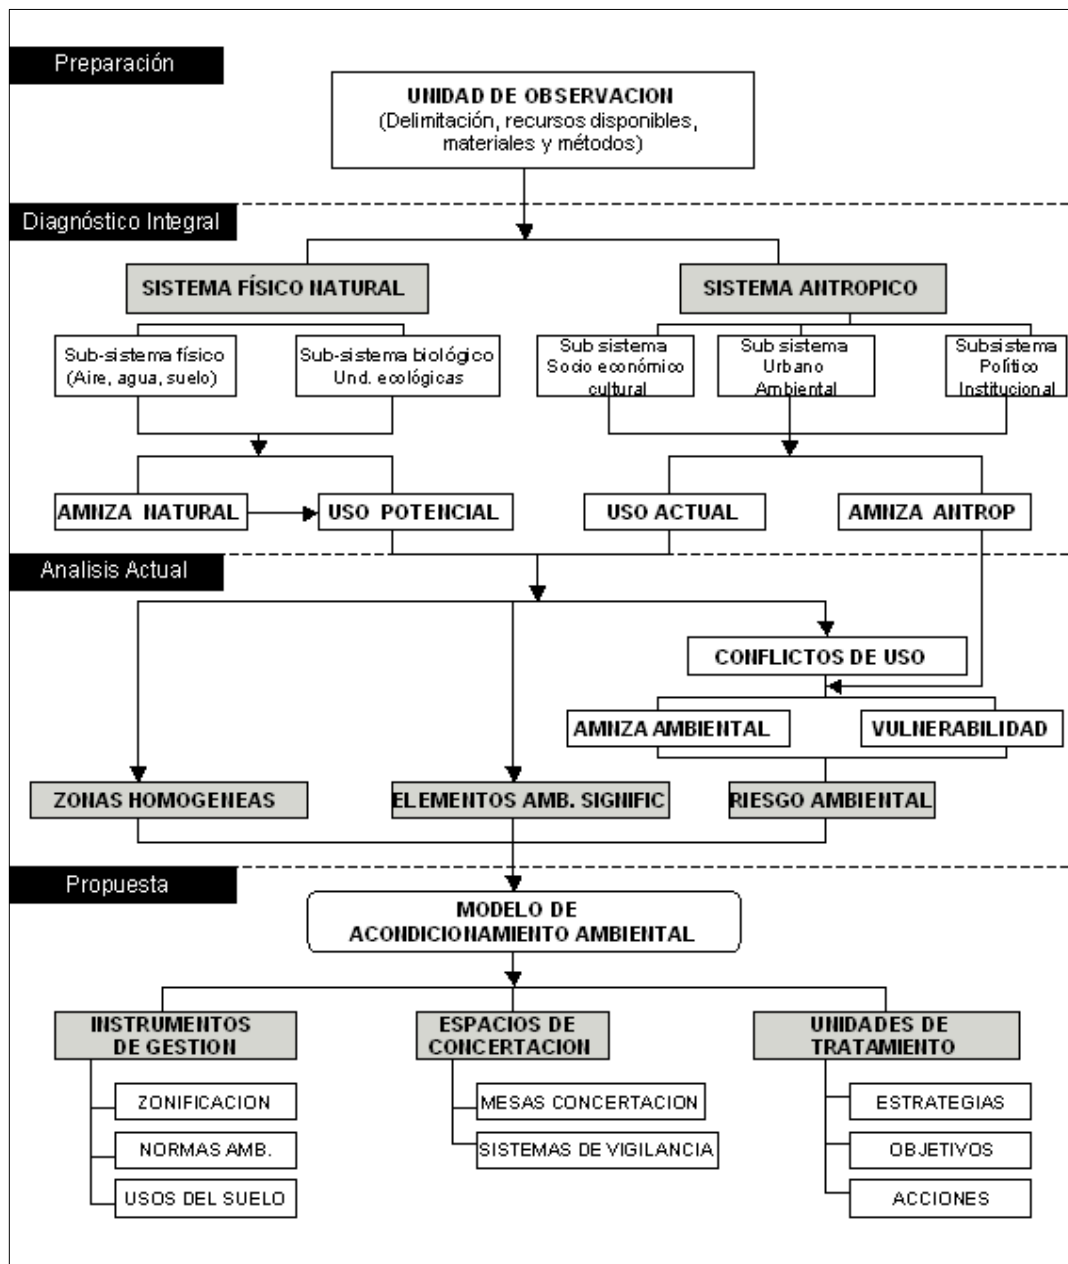 Preparación
UNIDAD DE OBSERVACION
(Delimitación, recursos disponibles,
materiales y métodos)
Diagnóstico Integral
SISTEMA FÍSICO NATURAL
SISTEMA ANTROPICO
Sub-sistema físico
(Aire, agua, suelo)
Sub-sistema biológico
Und. ecológicas
Sub sistema
Socio económico
cultural
Sub sistema
Urbano
Ambiental
Subsistema
Político
Institucional
AMNZA NATURAL
USO POTENCIAL
USO ACTUAL
AMNZA ANTROP
Analisis Actual
CONFLICTOS DE USO
AMNZA AMBIENTAL
VULNERABILIDAD
ZONAS HOMOGENEAS
ELEMENTOS AMB. SIGNIFIC
RIESGO AMBIENTAL
Propuesta
MODELO DE
ACONDICIONAMIENTO AMBIENTAL
INSTRUMENTOS
DE GESTION
ZONIFICACION
NORMAS AMB.
USOS DEL SUELO
ESPACIOS DE
CONCERTACION
MESAS CONCERTACION
SISTEMAS DE VIGILANCIA
UNIDADES DE
TRATAMIENTO
ESTRATEGIAS
OBJETIVOS
ACCIONES